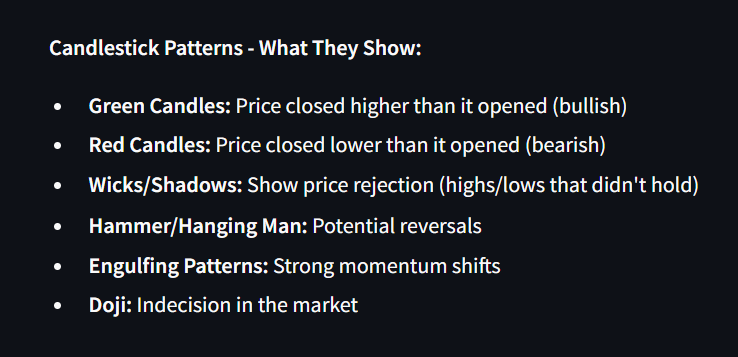 Candlestick Patterns - What They Show:
• Green Candles: Price closed higher than it opened (bullish)
• Red Candles: Price closed lower than it opened (bearish)
• Wicks/Shadows: Show price rejection (highs/lows that didn't hold)
• Hammer/Hanging Man: Potential reversals
• Engulfing Patterns: Strong momentum shifts
• Doji: Indecision in the market